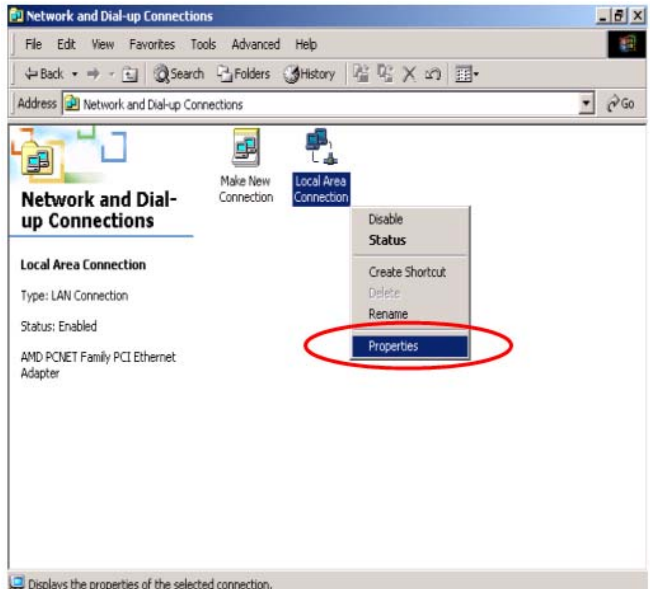 Network and Dial-up Connections
File Edit View Favorites Tools Advanced Help
Back Search Folders History
Address Network and Dial-up Connections Go
Make New
Connection
Local Area
Connection
Network and Dial-
up Connections
Local Area Connection
Type: LAN Connection
Status: Enabled
AMD PCNET Family PCI Ethernet
Adapter
Disable
Status
Create Shortcut
Delete
Rename
Properties
Displays the properties of the selected connection.